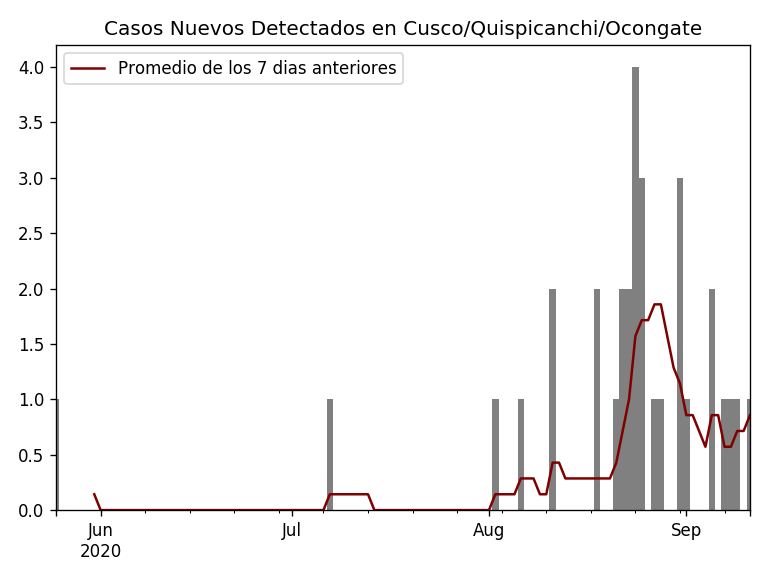 Casos Nuevos Detectados en Cusco/Quispicanchi/Ocongate
Promedio de los 7 dias anteriores
4.0
3.5
3.0
2.5
2.0
1.5
1.0
0.5
0.0
Jun
2020
Jul
Aug
Sep